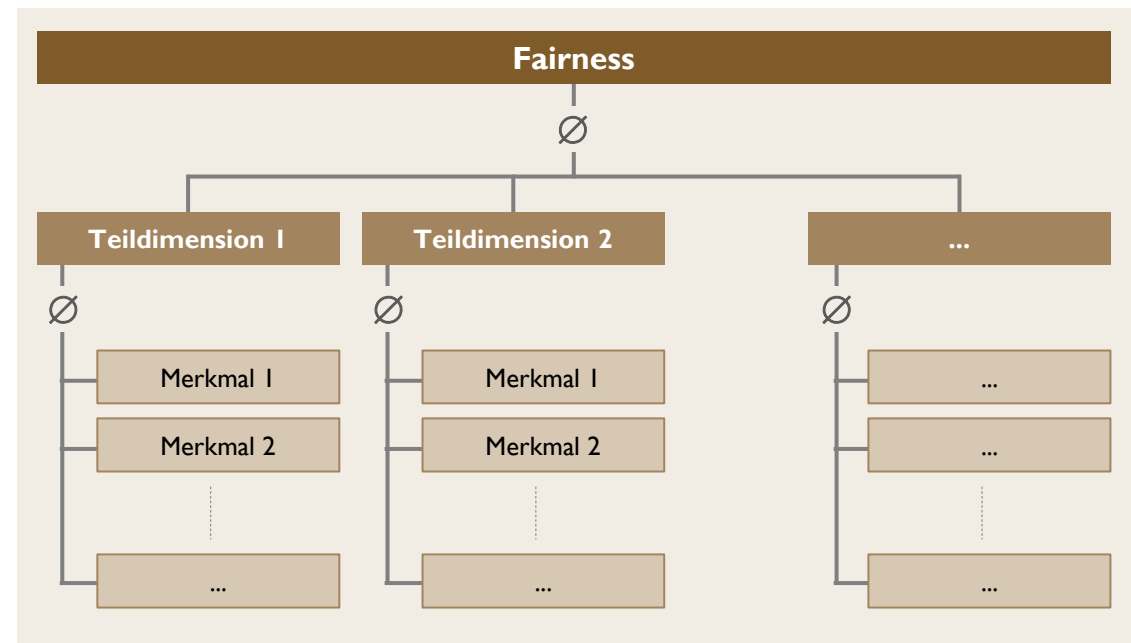 Fairness
Ø
Teildimension 1
Teildimension 2
...
Ø
Ø
Ø
Merkmal 1
Merkmal 1
...
Merkmal 2
Merkmal 2
...
...
...
...